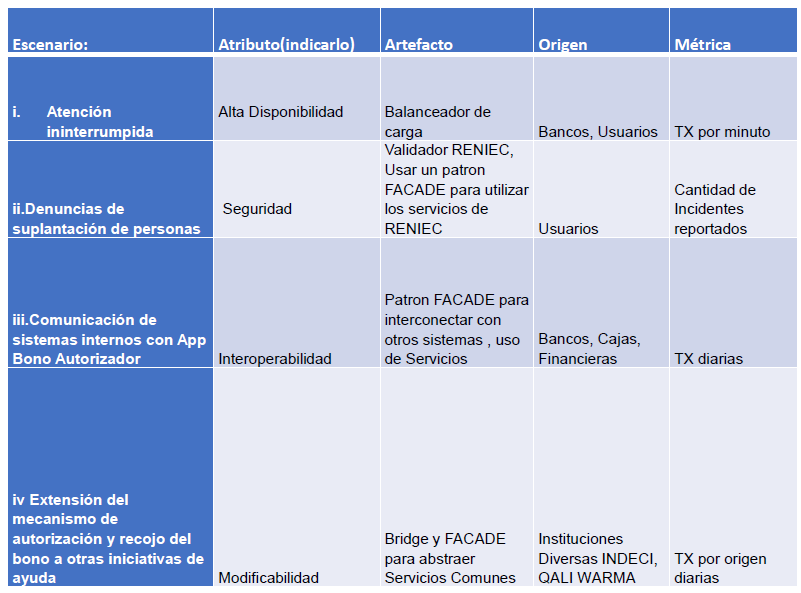 Escenario:
Atributo(indicarlo)
Artefacto
Origen
Métrica
i. Atención
ininterrumpida
Alta Disponibilidad
Balanceador de
carga
Bancos, Usuarios
TX por minuto
ii.Denuncias de
suplantación de personas
Seguridad
Validador RENIEC,
Usar un patron
FACADE para utilizar
los servicios de
RENIEC
Usuarios
Cantidad de
Incidentes
reportados
iii.Comunicación de
sistemas internos con App
Bono Autorizador
Interoperabilidad
Patron FACADE para
interconectar con
otros sistemas , uso
de Servicios
Bancos, Cajas,
Financieras
TX diarias
iv Extensión del
mecanismo de
autorización y recojo del
bono a otras iniciativas de
ayuda
Modificabilidad
Bridge y FACADE
para abstraer
Servicios Comunes
Instituciones
Diversas INDECI,
QALI WARMA
TX por origen
diarias